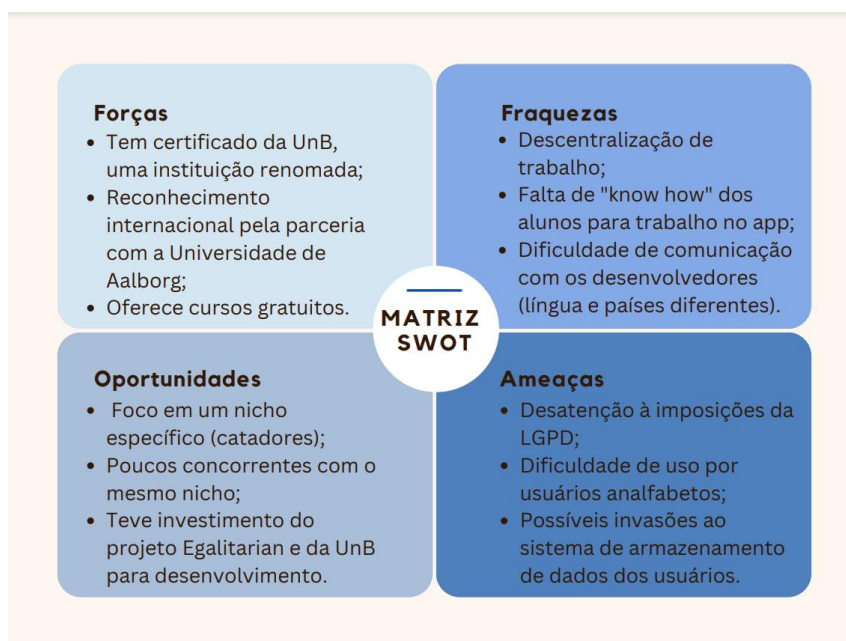 Forças
• Tem certificado da UnB,
uma instituição renomada;
• Reconhecimento
internacional pela parceria
com a Universidade de
Aalborg;
• Oferece cursos gratuitos.
Fraquezas
• Descentralização de
trabalho;
• Falta de "know how" dos
alunos para trabalho no app;
• Dificuldade de comunicação
com os desenvolvedores
(língua e países diferentes).
MATRIZ
SWOT
Oportunidades
• Foco em um nicho
específico (catadores);
• Poucos concorrentes com o
mesmo nicho;
• Teve investimento do
projeto Egalitarian e da UnB
para desenvolvimento.
Ameaças
• Desatenção à imposições da
LGPD;
• Dificuldade de uso por
usuários analfabetos;
• Possíveis invasões ao
sistema de armazenamento
de dados dos usuários.